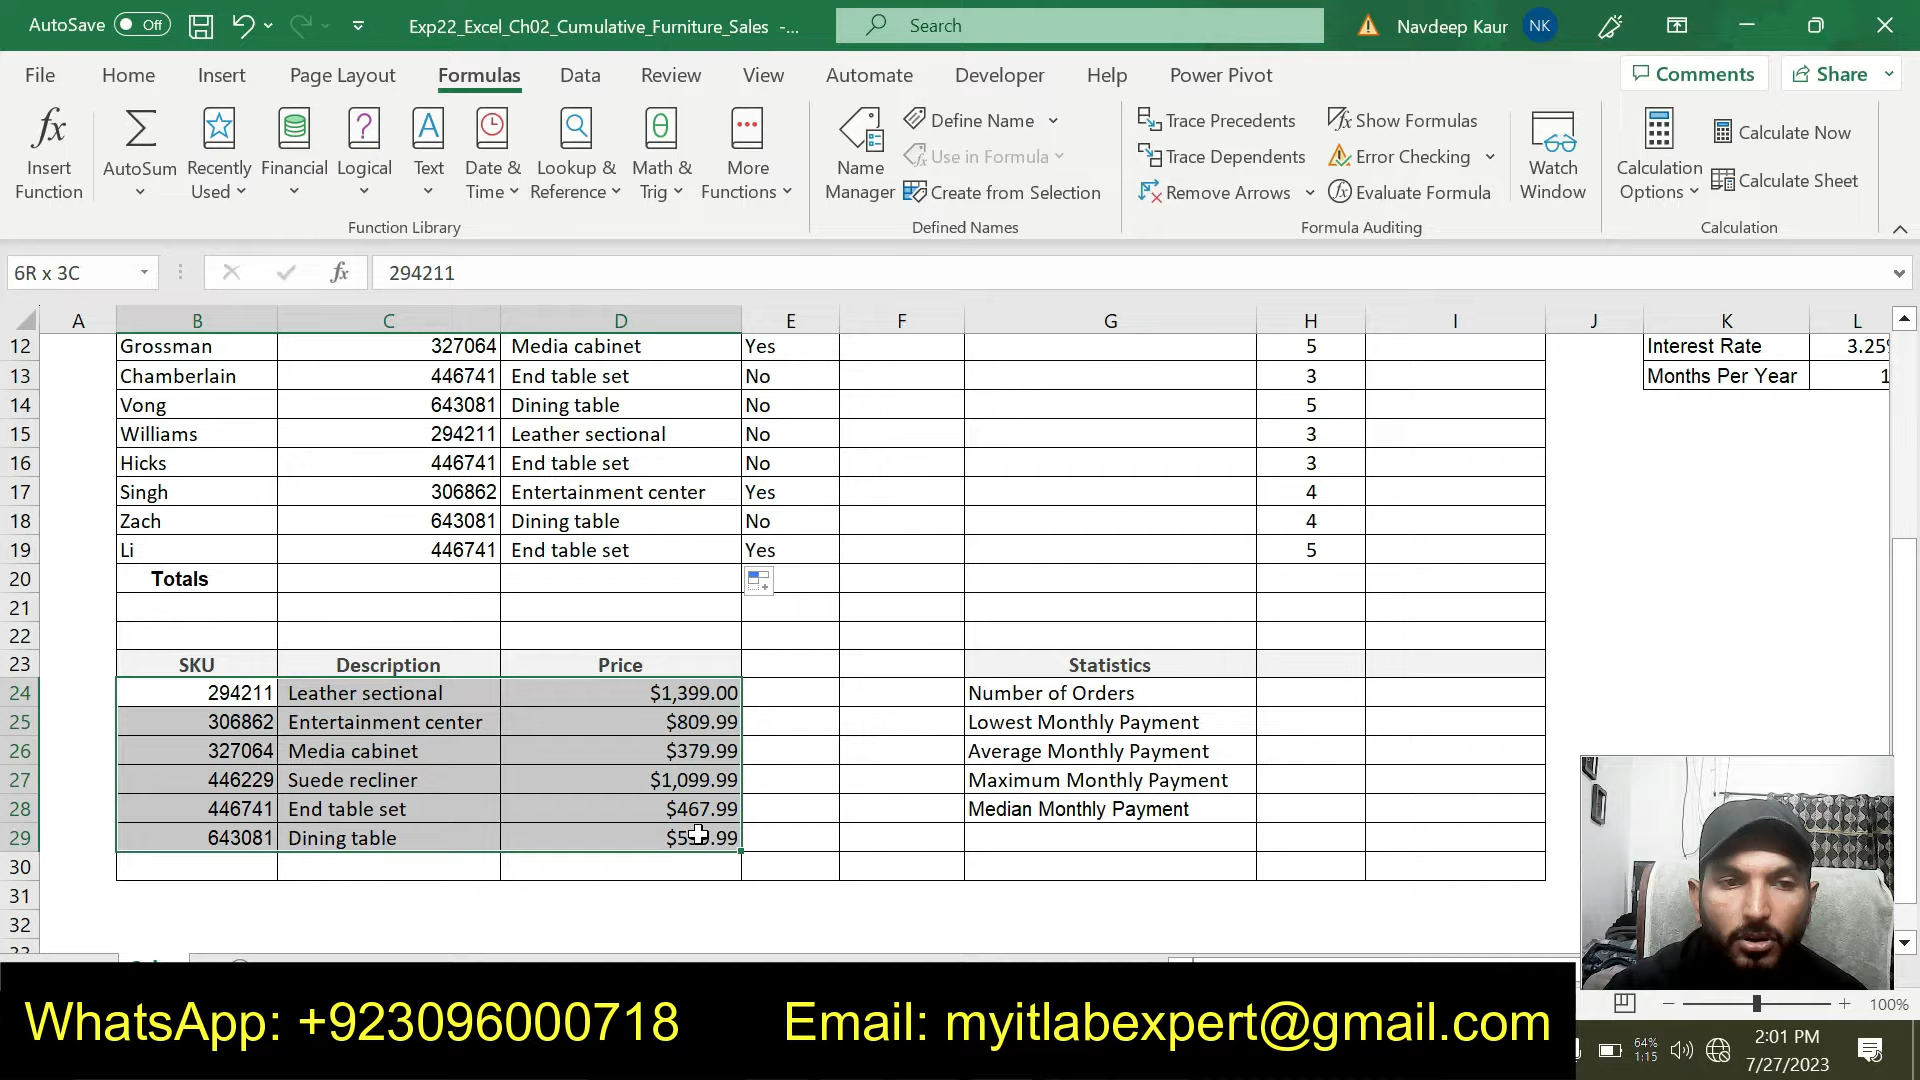 AutoSave Off Exp22_Excel_Ch02_Cumulative_Furniture_Sales -... Search Navdeep Kaur NK
File Home Insert Page Layout Formulas Data Review View Automate Developer Help Power Pivot Comments Share
Insert Function AutoSum Recently Used Financial Logical Text Date & Time Lookup & Reference Math & Trig More Functions Name Manager Define Name Use in Formula Create from Selection Trace Precedents Trace Dependents Remove Arrows Show Formulas Error Checking Evaluate Formula Watch Window Calculation Options Calculate Now Calculate Sheet
Function Library Defined Names Formula Auditing Calculation
6R x 3C fx 294211
A B C D E F G H I J K L
12 Grossman 327064 Media cabinet Yes 5 Interest Rate 3.25%
13 Chamberlain 446741 End table set No 3 Months Per Year 1
14 Vong 643081 Dining table No 5
15 Williams 294211 Leather sectional No 3
16 Hicks 446741 End table set No 3
17 Singh 306862 Entertainment center Yes 4
18 Zach 643081 Dining table No 4
19 Li 446741 End table set Yes 5
20 Totals
21
22
23 SKU Description Price Statistics
24 294211 Leather sectional $1,399.00 Number of Orders
25 306862 Entertainment center $809.99 Lowest Monthly Payment
26 327064 Media cabinet $379.99 Average Monthly Payment
27 446229 Suede recliner $1,099.99 Maximum Monthly Payment
28 446741 End table set $467.99 Median Monthly Payment
29 643081 Dining table
30
31
32
WhatsApp: +923096000718 Email: myitlabexpert@gmail.com
100%
64%
1:15
2:01 PM
7/27/2023